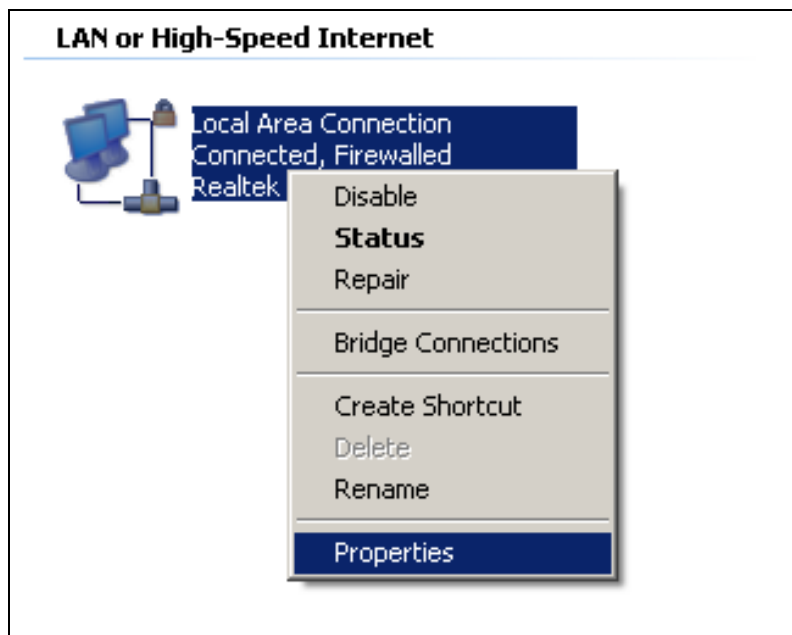 LAN or High-Speed Internet
Local Area Connection
Connected, Firewalled
Realtek
Disable
Status
Repair
Bridge Connections
Create Shortcut
Delete
Rename
Properties